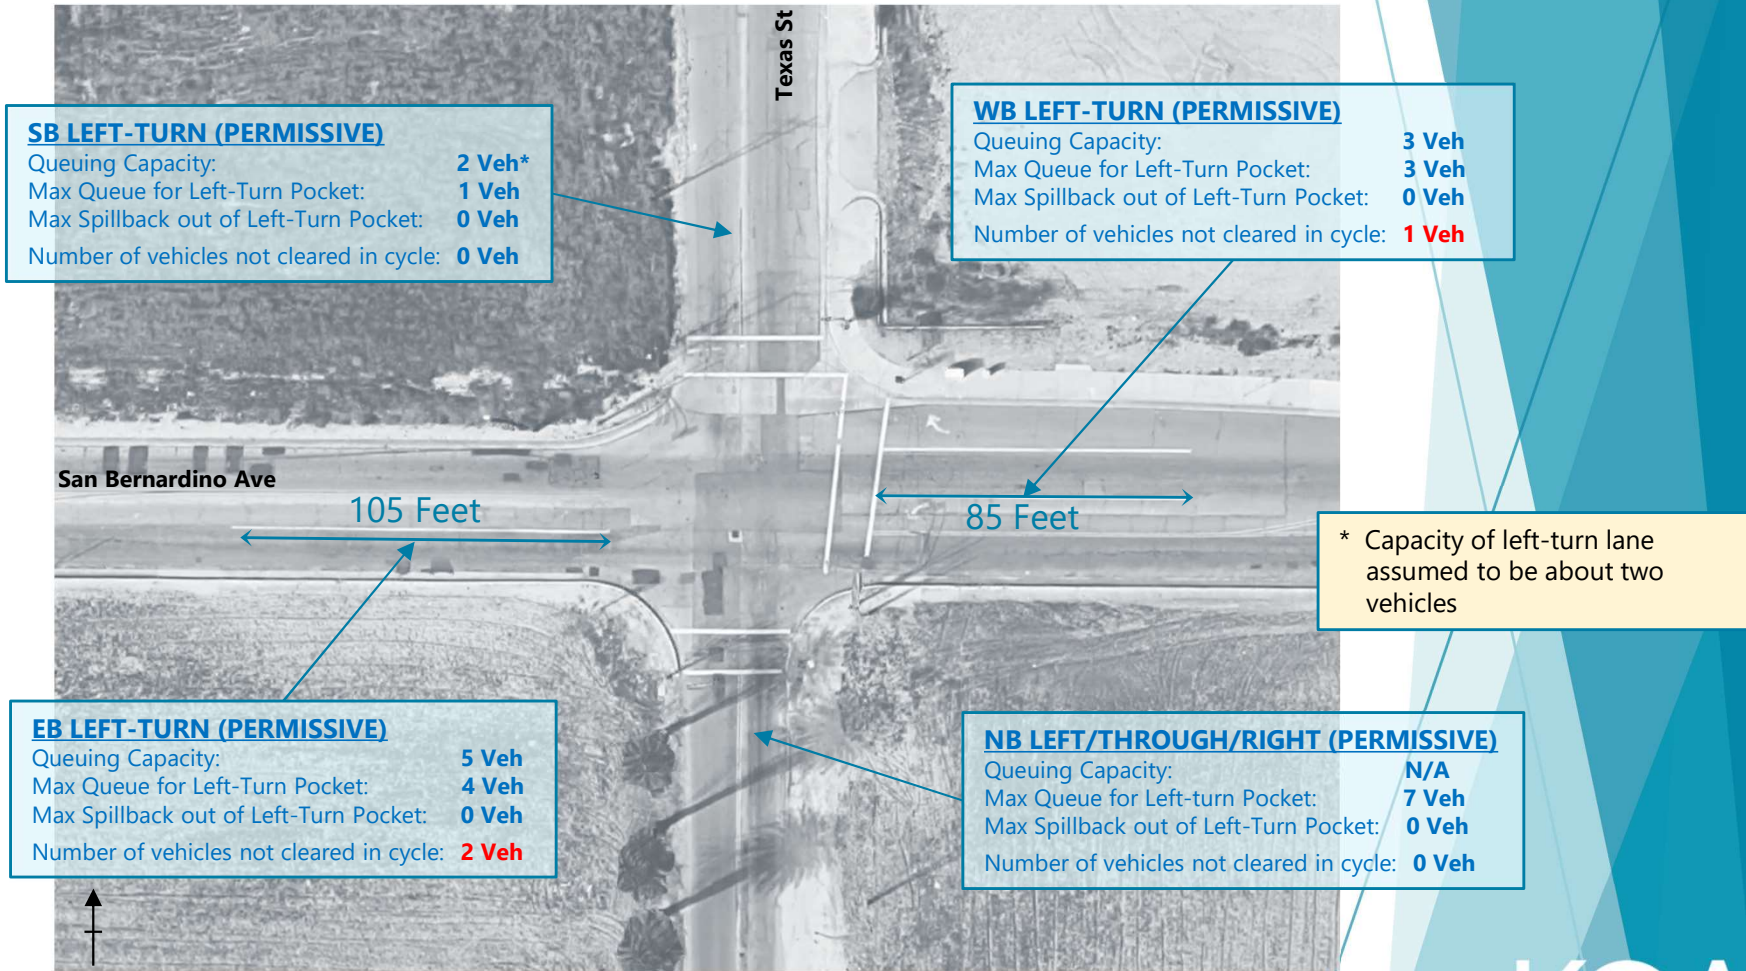 Texas St
SB LEFT-TURN (PERMISSIVE)
Queuing Capacity: 2 Veh*
Max Queue for Left-Turn Pocket: 1 Veh
Max Spillback out of Left-Turn Pocket: 0 Veh
Number of vehicles not cleared in cycle: 0 Veh
WB LEFT-TURN (PERMISSIVE)
Queuing Capacity: 3 Veh
Max Queue for Left-Turn Pocket: 3 Veh
Max Spillback out of Left-Turn Pocket: 0 Veh
Number of vehicles not cleared in cycle: 1 Veh
San Bernardino Ave
105 Feet
85 Feet
* Capacity of left-turn lane
assumed to be about two
vehicles
EB LEFT-TURN (PERMISSIVE)
Queuing Capacity: 5 Veh
Max Queue for Left-Turn Pocket: 4 Veh
Max Spillback out of Left-Turn Pocket: 0 Veh
Number of vehicles not cleared in cycle: 2 Veh
NB LEFT/THROUGH/RIGHT (PERMISSIVE)
Queuing Capacity: N/A
Max Queue for Left-turn Pocket: 7 Veh
Max Spillback out of Left-Turn Pocket: 0 Veh
Number of vehicles not cleared in cycle: 0 Veh